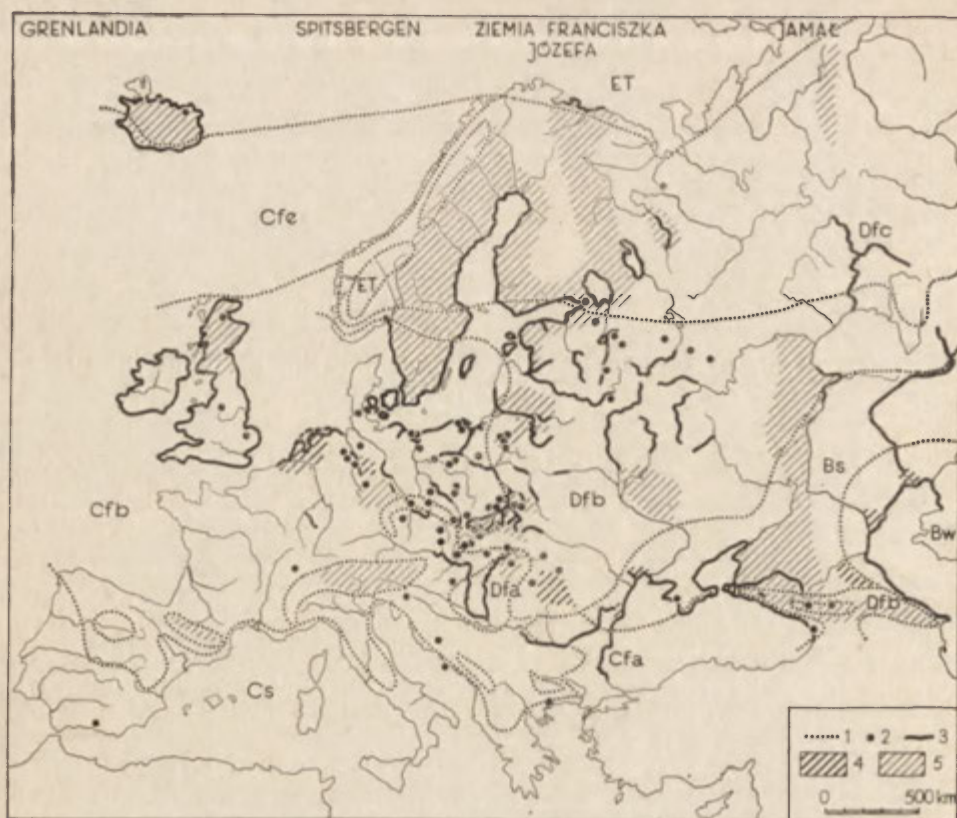 GRENLANDIA SPITSBERGEN ZIEMIA FRANCISZKA JÓZEFA JAMAŁ
ET
Cfe
Dfc
ET
Cfb
Dfb
Bs
Bw
Dfa
Dfb
Cfa
Cs
1 2 3
4 5
0 500 km